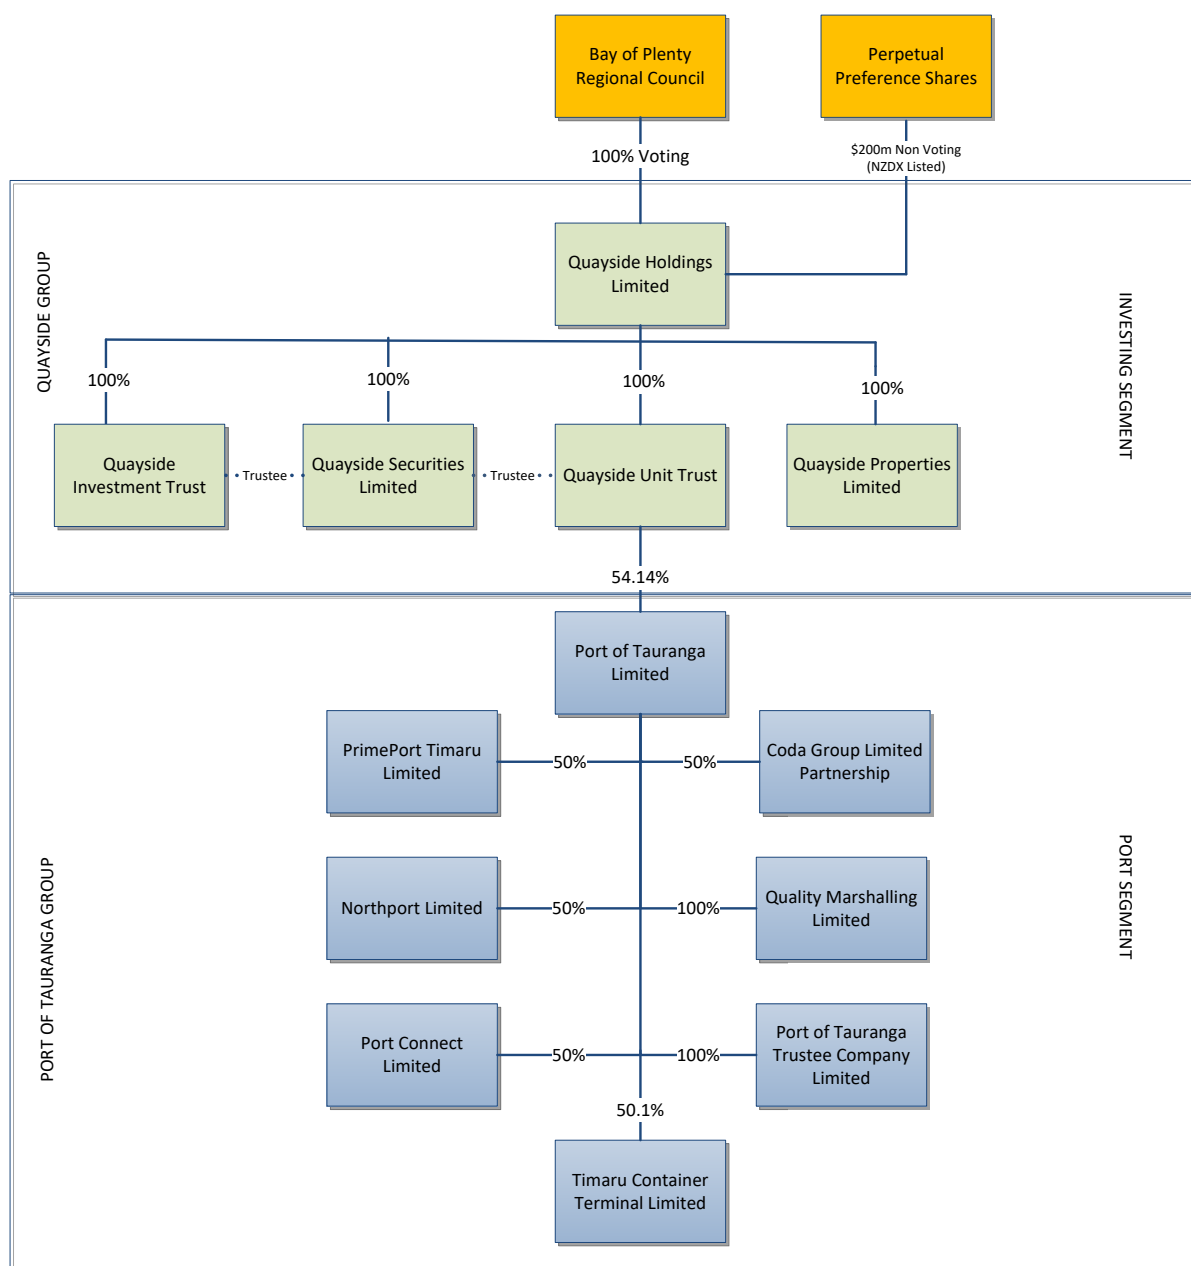 Bay of Plenty
Regional Council
Perpetual
Preference Shares
100% Voting
$200m Non Voting
(NZDX Listed)
QUAYSIDE GROUP
INVESTING SEGMENT
Quayside Holdings
Limited
100%
100%
100%
100%
Quayside
Investment Trust
Trustee
Quayside Securities
Limited
Trustee
Quayside Unit Trust
Quayside Properties
Limited
54.14%
PORT OF TAURANGA GROUP
PORT SEGMENT
Port of Tauranga
Limited
PrimePort Timaru
Limited
50%
50%
Coda Group Limited
Partnership
Northport Limited
50%
100%
Quality Marshalling
Limited
Port Connect
Limited
50%
100%
Port of Tauranga
Trustee Company
Limited
50.1%
Timaru Container
Terminal Limited